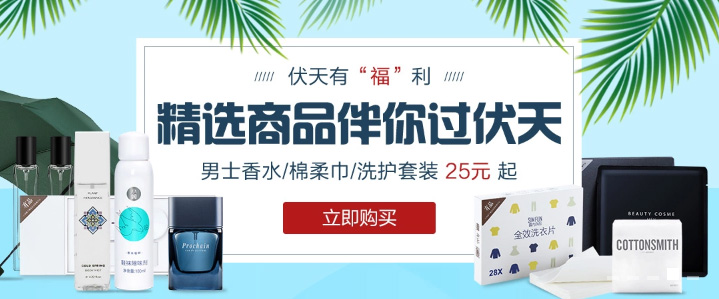 伏天有“福”利
精选商品伴你过伏天
男士香水/棉柔巾/洗护套装 25元 起
立即购买
Prochain
全效洗衣片
28X
BEAUTY COSME
COTTONSMITH